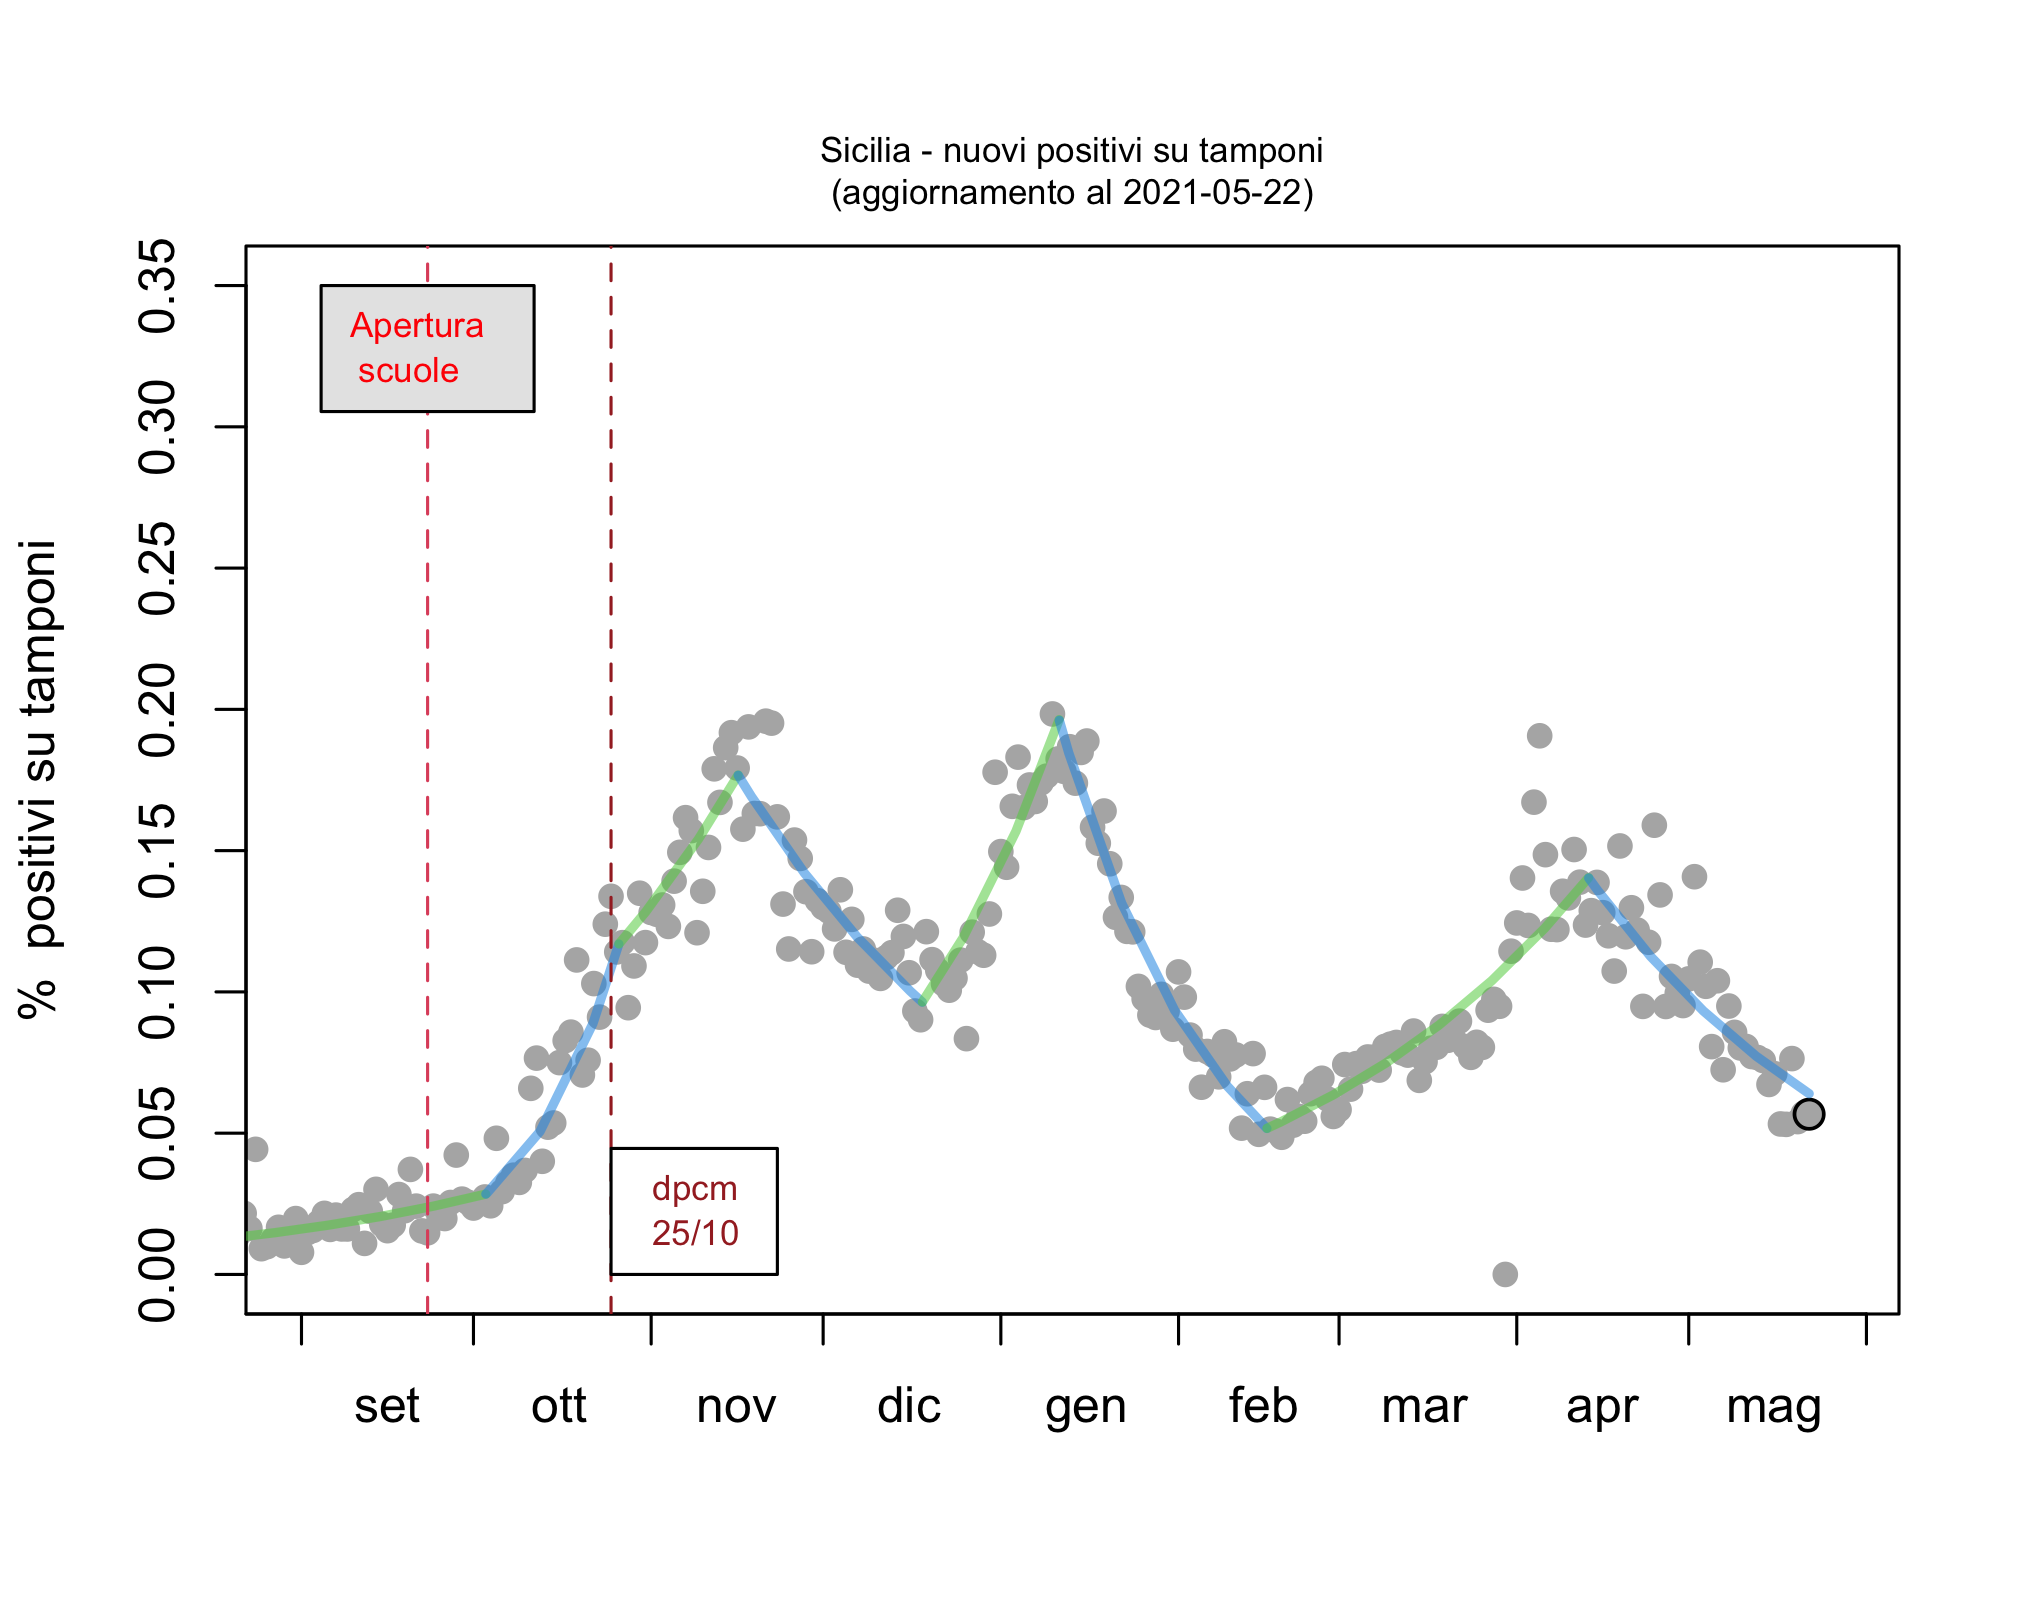 Sicilia - nuovi positivi su tamponi
(aggiornamento al 2021-05-22)
% positivi su tamponi
0.35
0.30
0.25
0.20
0.15
0.10
0.05
0.00
Apertura
scuole
dpcm
25/10
set ott nov dic gen feb mar apr mag